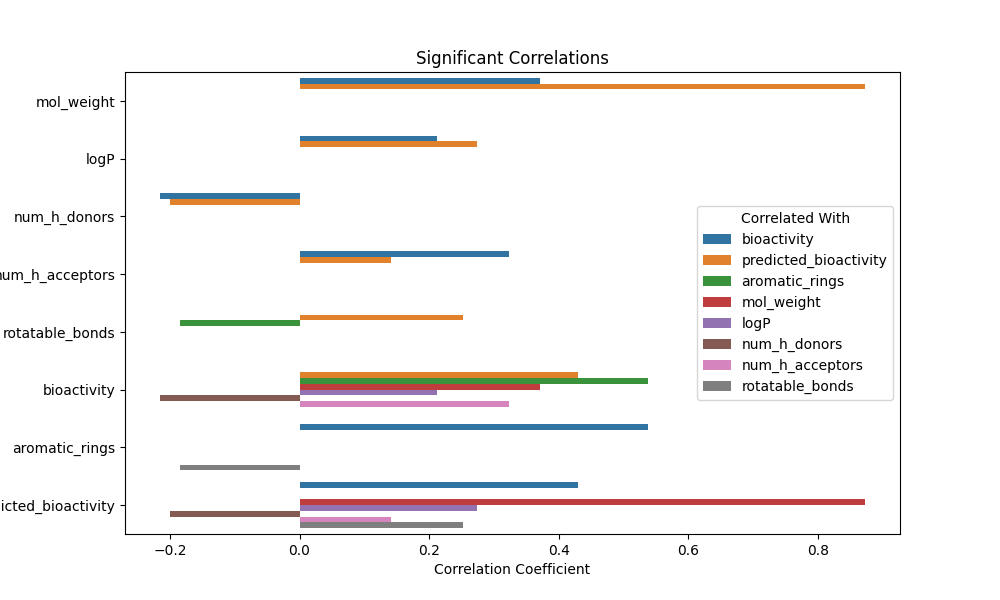 Significant Correlations
mol_weight
logP
num_h_donors
num_h_acceptors
rotatable_bonds
bioactivity
aromatic_rings
icted_bioactivity
Correlated With
bioactivity
predicted_bioactivity
aromatic_rings
mol_weight
logP
num_h_donors
num_h_acceptors
rotatable_bonds
−0.2 0.0 0.2 0.4 0.6 0.8
Correlation Coefficient